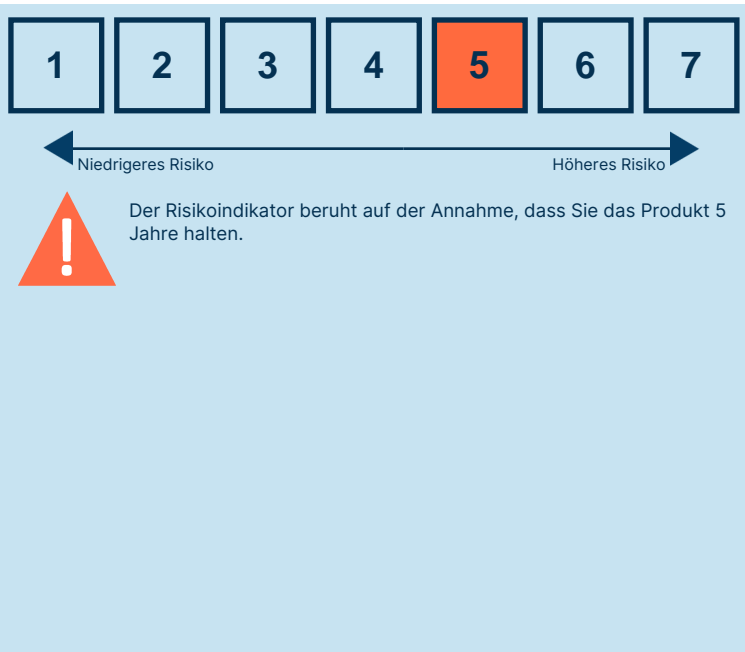 1 2 3 4 5 6 7
Niedrigeres Risiko Höheres Risiko
Der Risikoindikator beruht auf der Annahme, dass Sie das Produkt 5
Jahre halten.